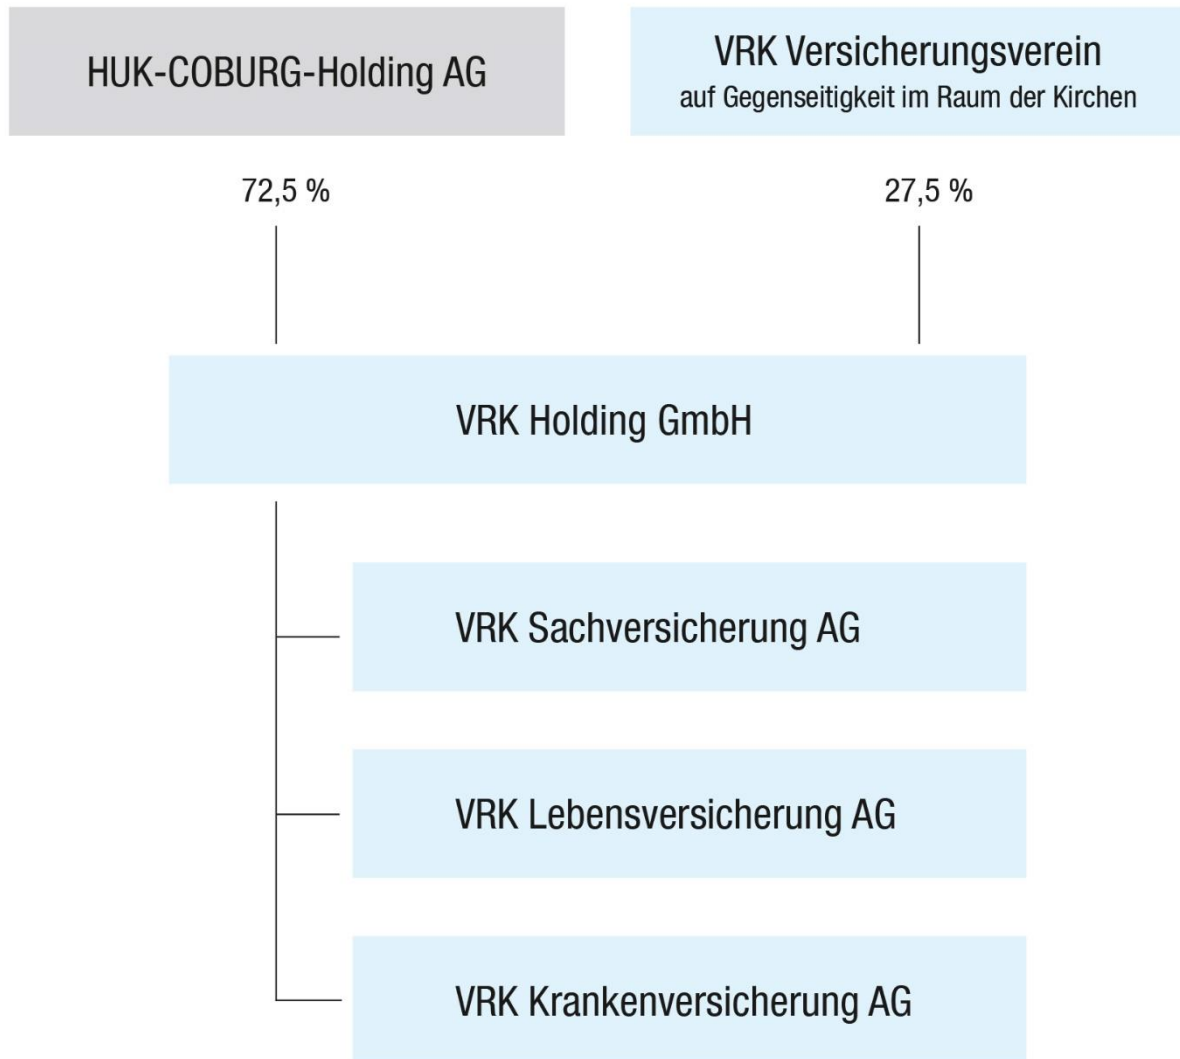 HUK-COBURG-Holding AG
VRK Versicherungsverein
auf Gegenseitigkeit im Raum der Kirchen
72,5 %
27,5 %
VRK Holding GmbH
VRK Sachversicherung AG
VRK Lebensversicherung AG
VRK Krankenversicherung AG